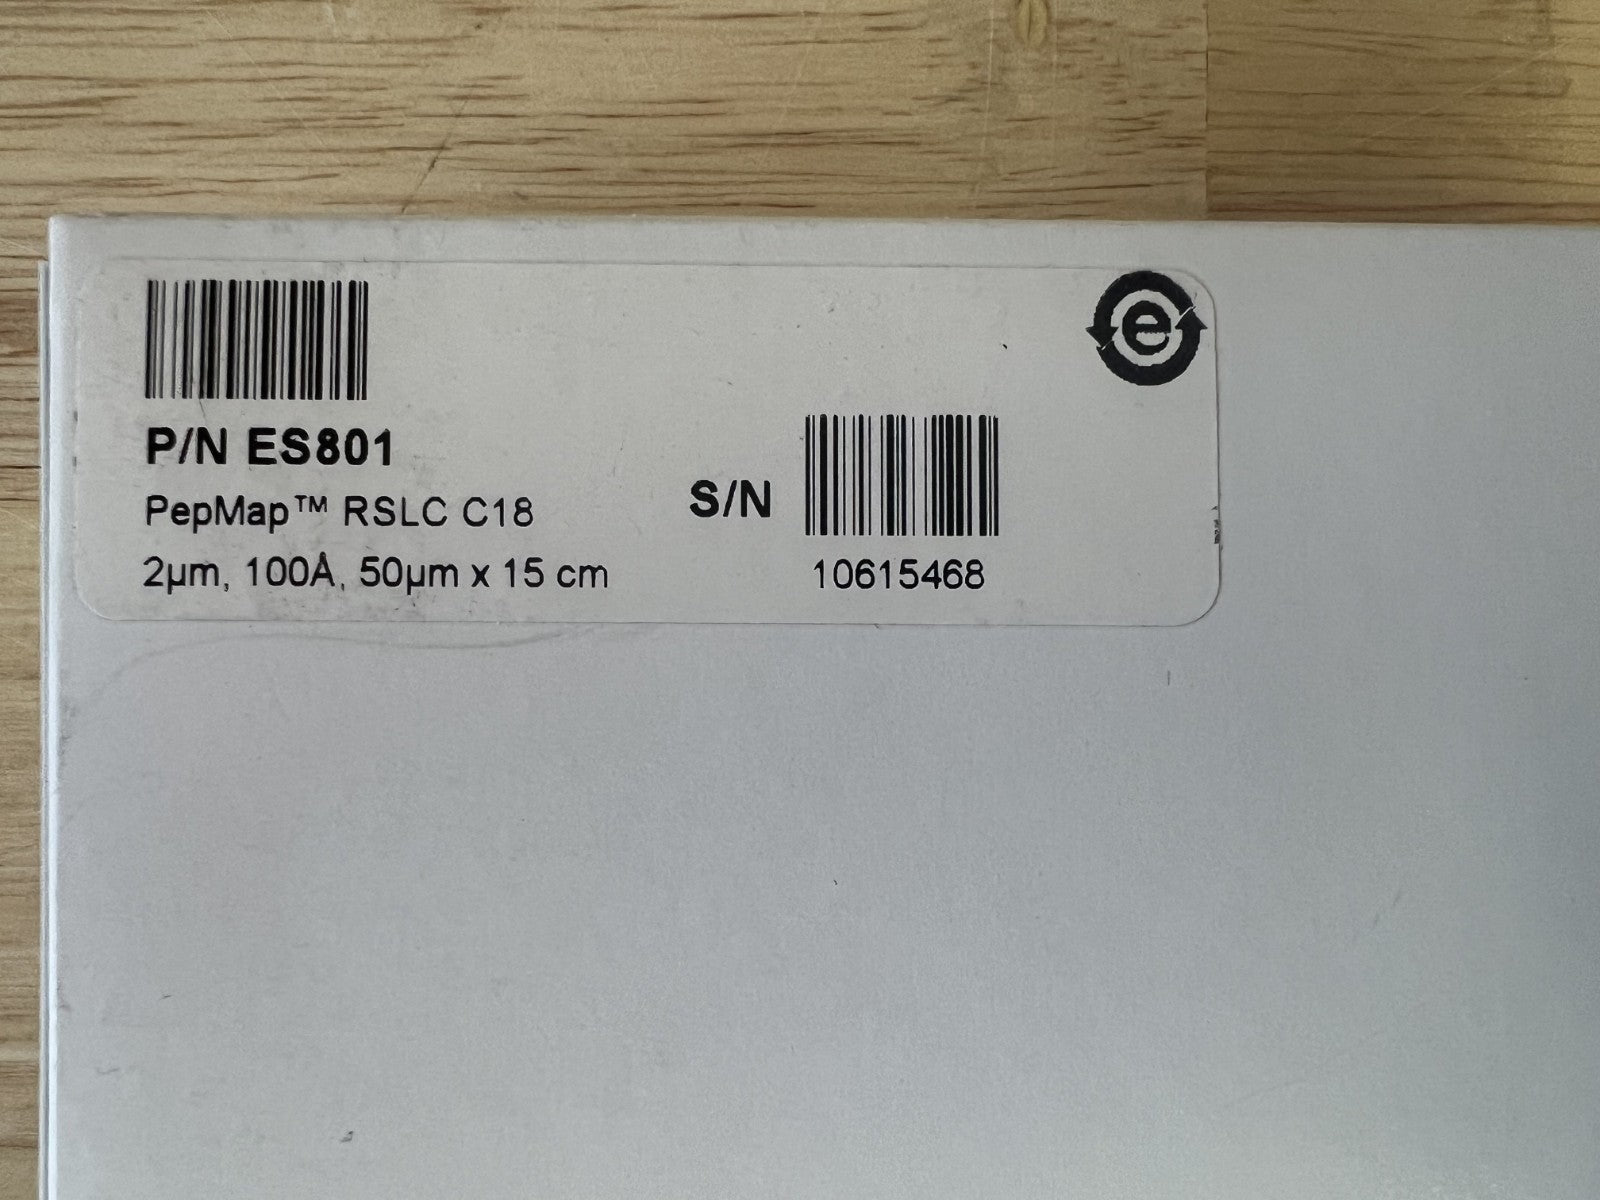 P/N ES801
PepMap™ RSLC C18
2µm, 100Å, 50µm x 15 cm
S/N
10615468
e